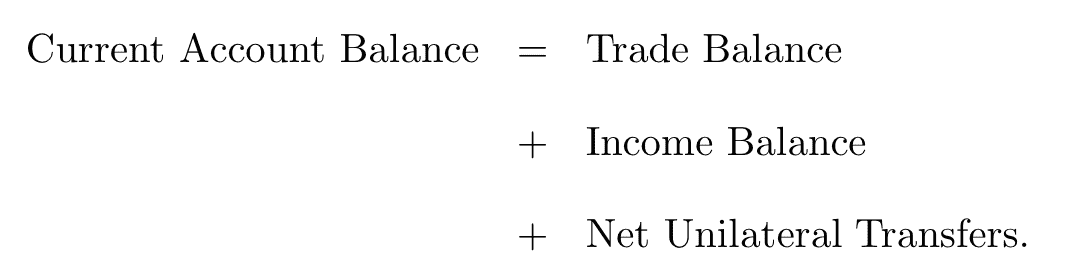 Current Account Balance = Trade Balance
+ Income Balance
+ Net Unilateral Transfers.